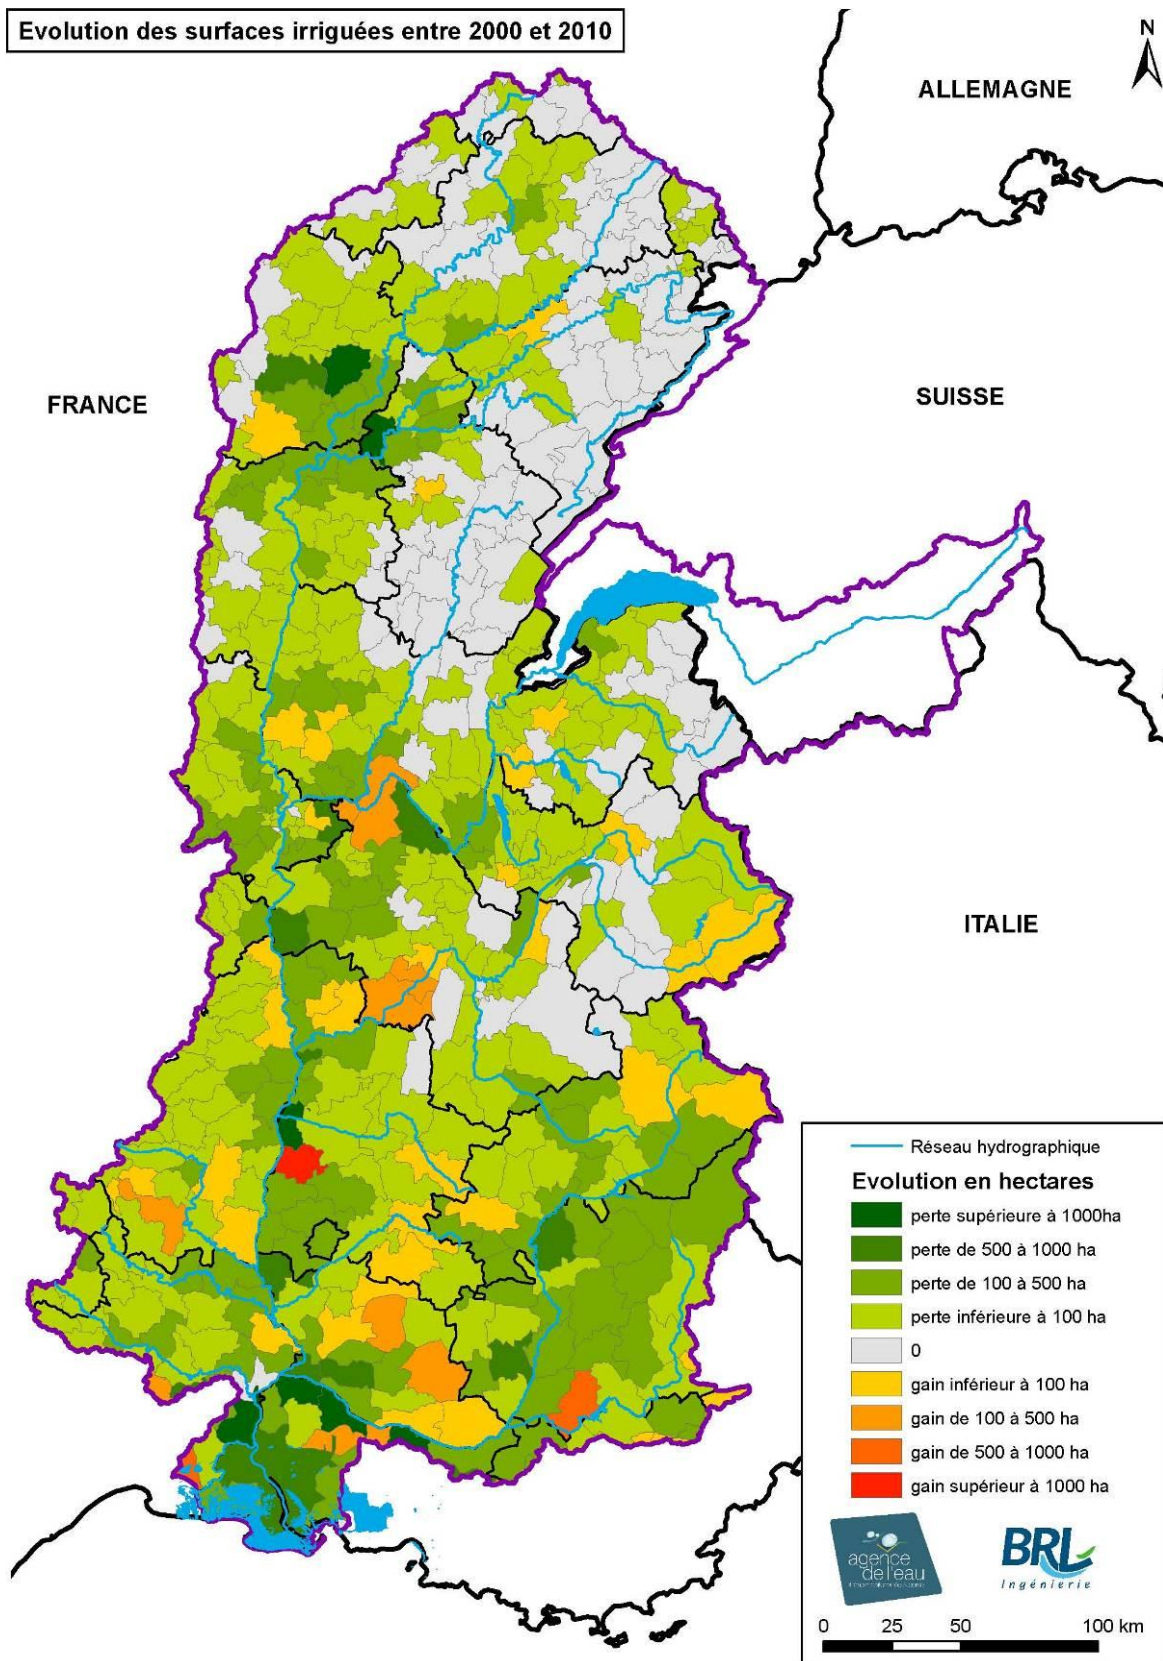 Evolution des surfaces irriguées entre 2000 et 2010
N
ALLEMAGNE
FRANCE
SUISSE
ITALIE
Réseau hydrographique
Evolution en hectares
perte supérieure à 1000ha
perte de 500 à 1000 ha
perte de 100 à 500 ha
perte inférieure à 100 ha
0
gain inférieur à 100 ha
gain de 100 à 500 ha
gain de 500 à 1000 ha
gain supérieur à 1000 ha
agence
de l'eau
BRL
Ingénierie
0 25 50 100 km